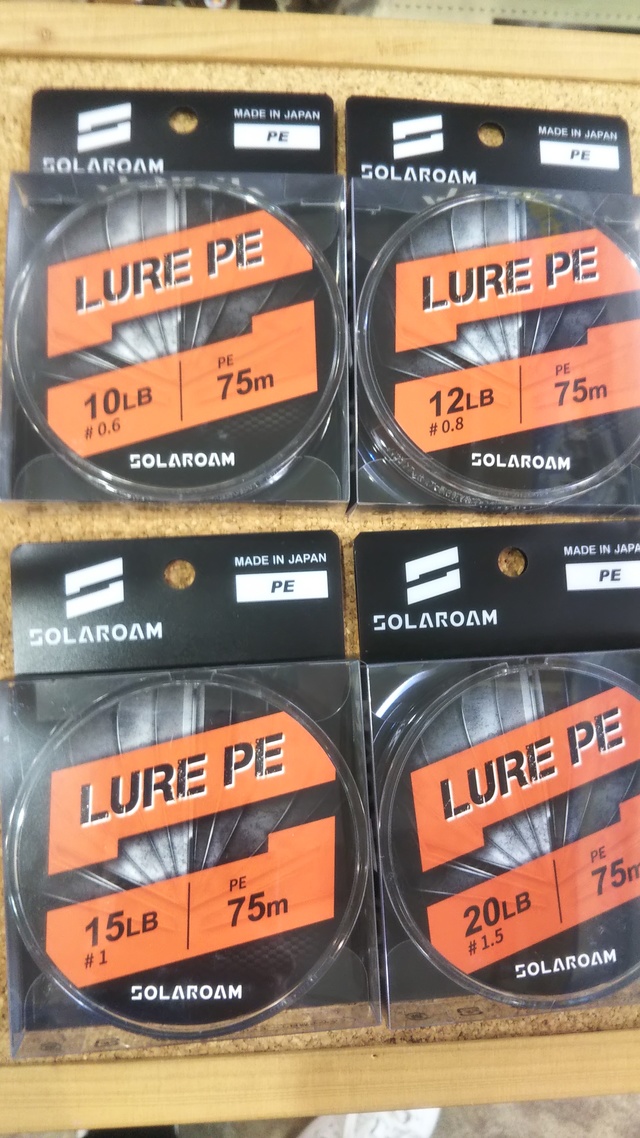 MADE IN JAPAN
PE
SOLAROAM
LURE PE
10LB
#0.6
PE
75m
SOLAROAM
MADE IN JAPAN
PE
SOLAROAM
LURE PE
12LB
#0.8
PE
75m
SOLAROAM
MADE IN JAPAN
PE
SOLAROAM
LURE PE
15LB
#1
PE
75m
SOLAROAM
MADE IN JAPA
PE
SOLAROAM
LURE PE
20LB
#1.5
PE
75m
SOLAROAM